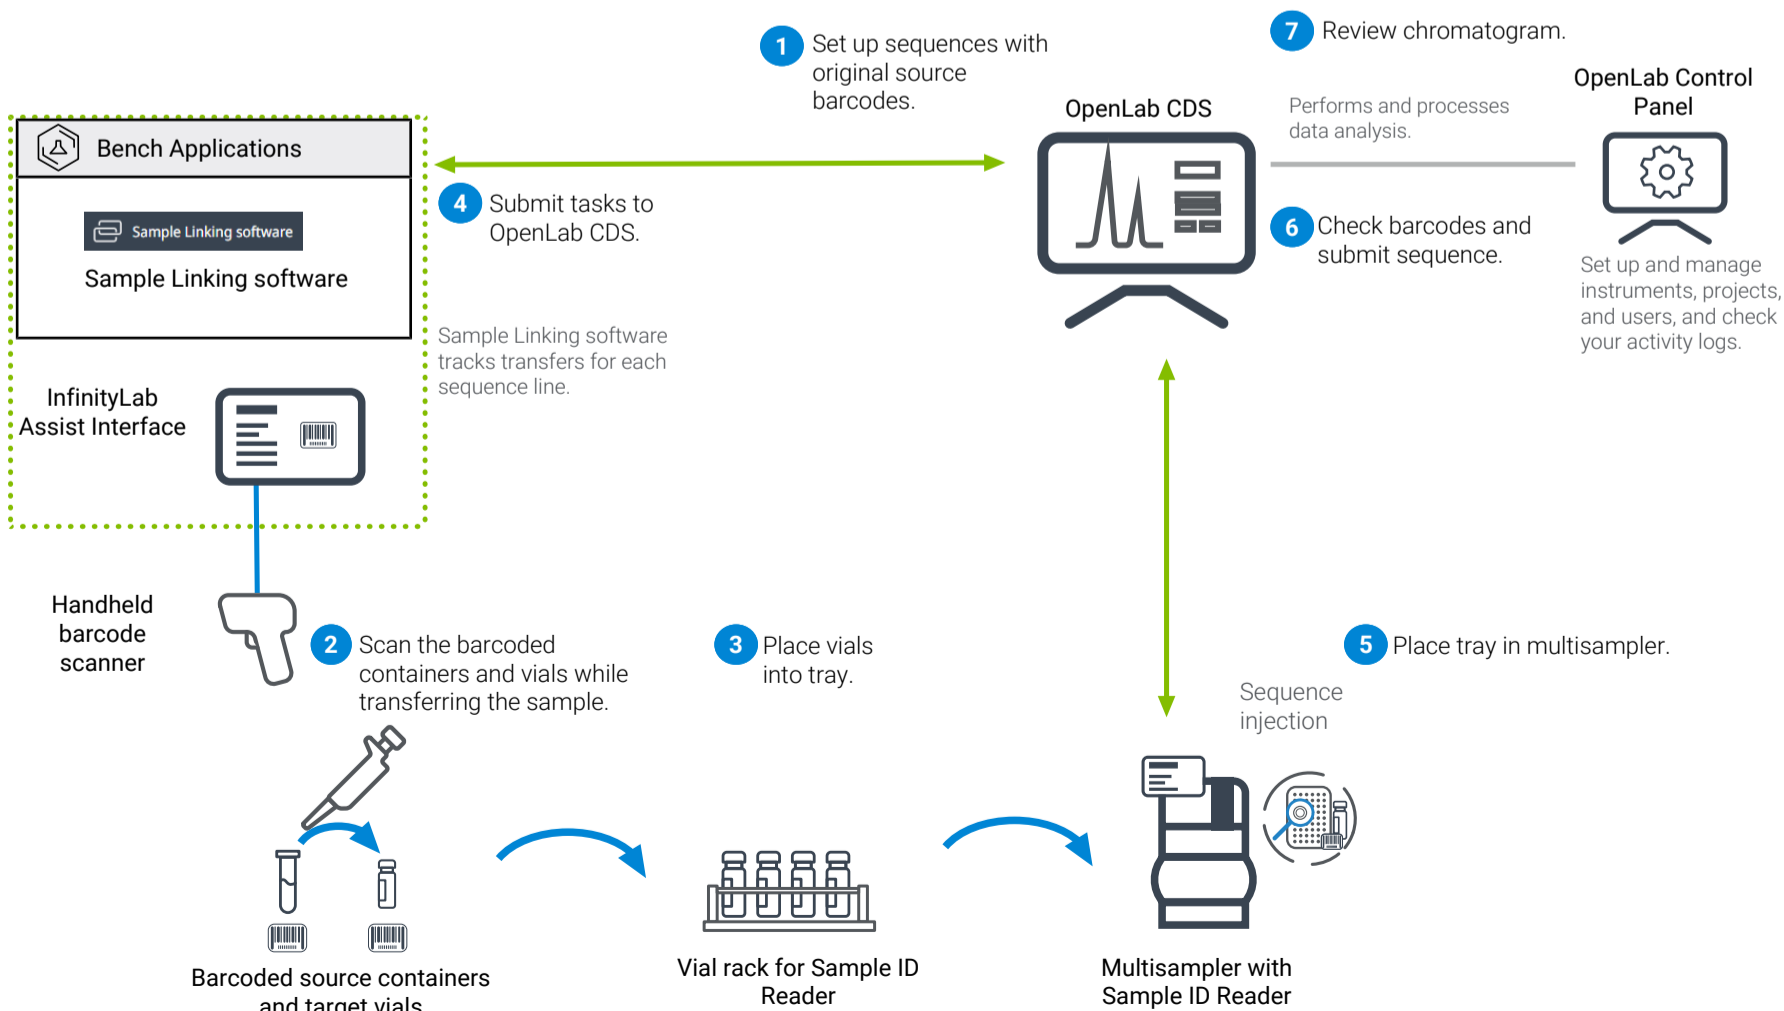 1
Set up sequences with
original source
barcodes.
7
Review chromatogram.
OpenLab Control
Panel
OpenLab CDS
Performs and processes
data analysis.
Bench Applications
4
Submit tasks to
OpenLab CDS.
6
Check barcodes and
submit sequence.
Sample Linking software
Sample Linking software
Set up and manage
instruments, projects,
and users, and check
your activity logs.
Sample Linking software
tracks transfers for each
sequence line.
InfinityLab
Assist Interface
Handheld
barcode
scanner
2
Scan the barcoded
containers and vials while
transferring the sample.
3
Place vials
into tray.
5
Place tray in multisampler.
Sequence
injection
Barcoded source containers
and target vials
Vial rack for Sample ID
Reader
Multisampler with
Sample ID Reader